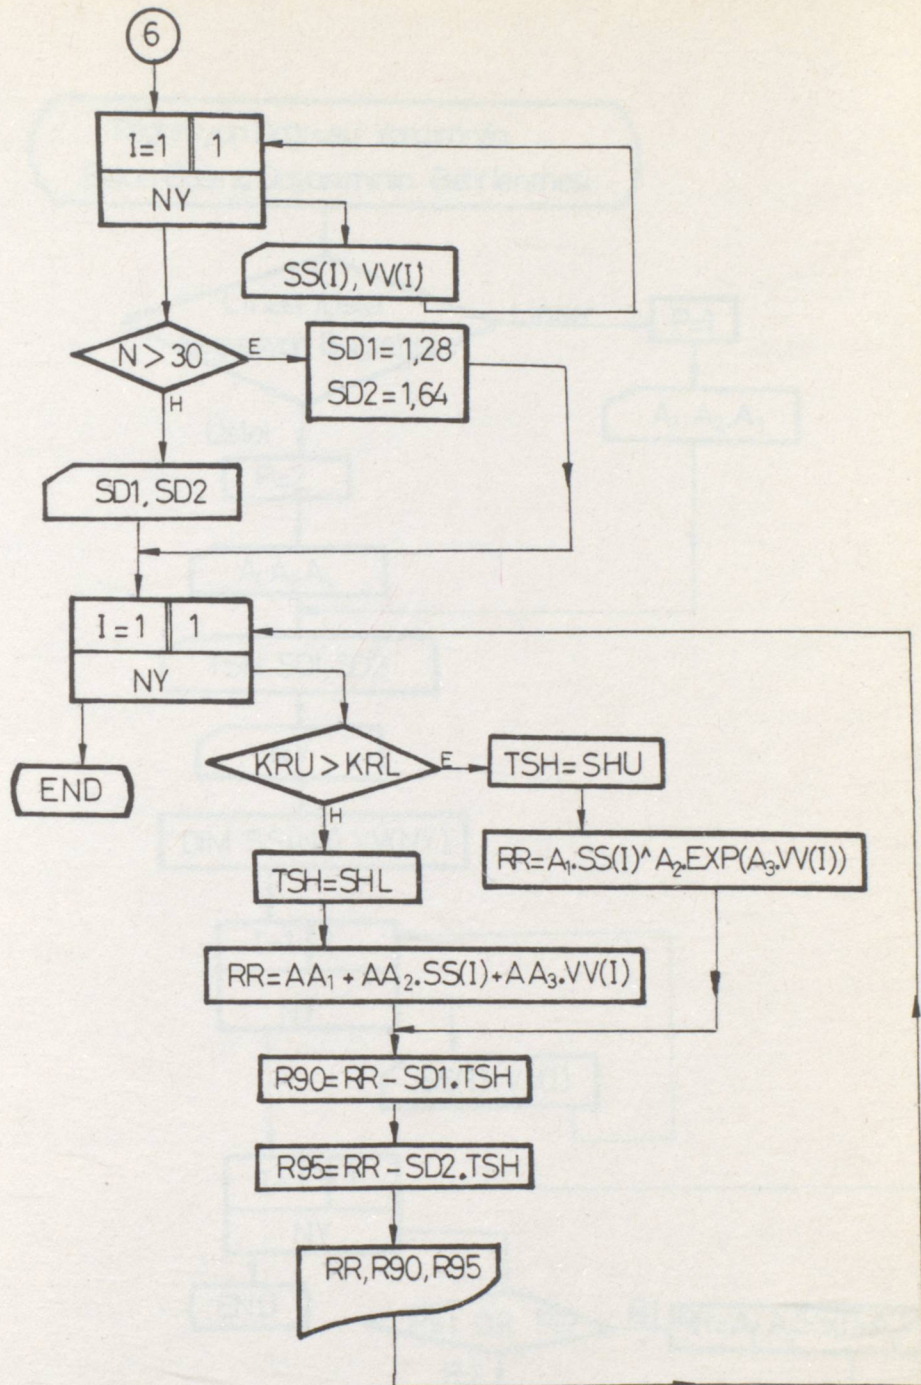 6
I=1 1
NY
SS(I), VV(I)
N > 30
E
SD1=1,28
SD2=1,64
H
SD1, SD2
I=1 1
NY
END
KRU > KRL
E
TSH=SHU
H
RR=A₁.SS(I)^A₂.EXP(A₃.VV(I))
TSH=SHL
RR=AA₁ + AA₂.SS(I)+AA₃.VV(I)
R90=RR-SD1.TSH
R95=RR-SD2.TSH
RR, R90, R95